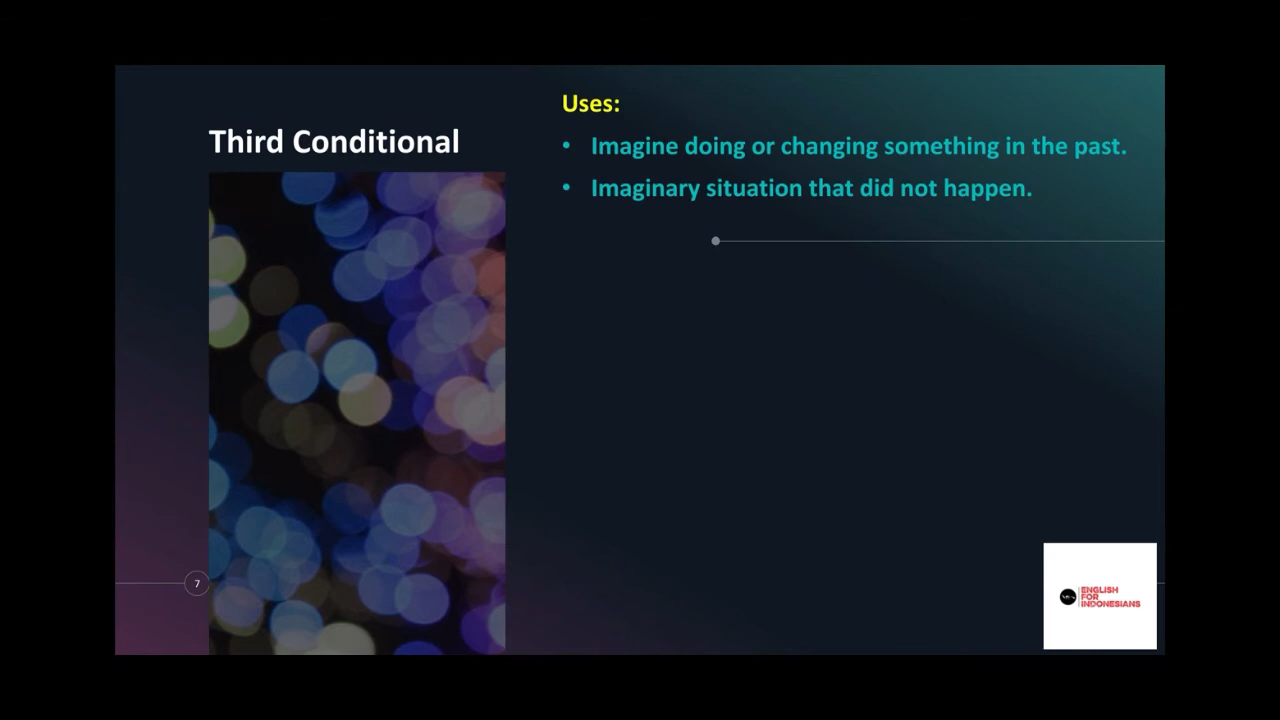 Third Conditional
Uses:
• Imagine doing or changing something in the past.
• Imaginary situation that did not happen.
7
ENGLISH
FOR
INDONESIANS